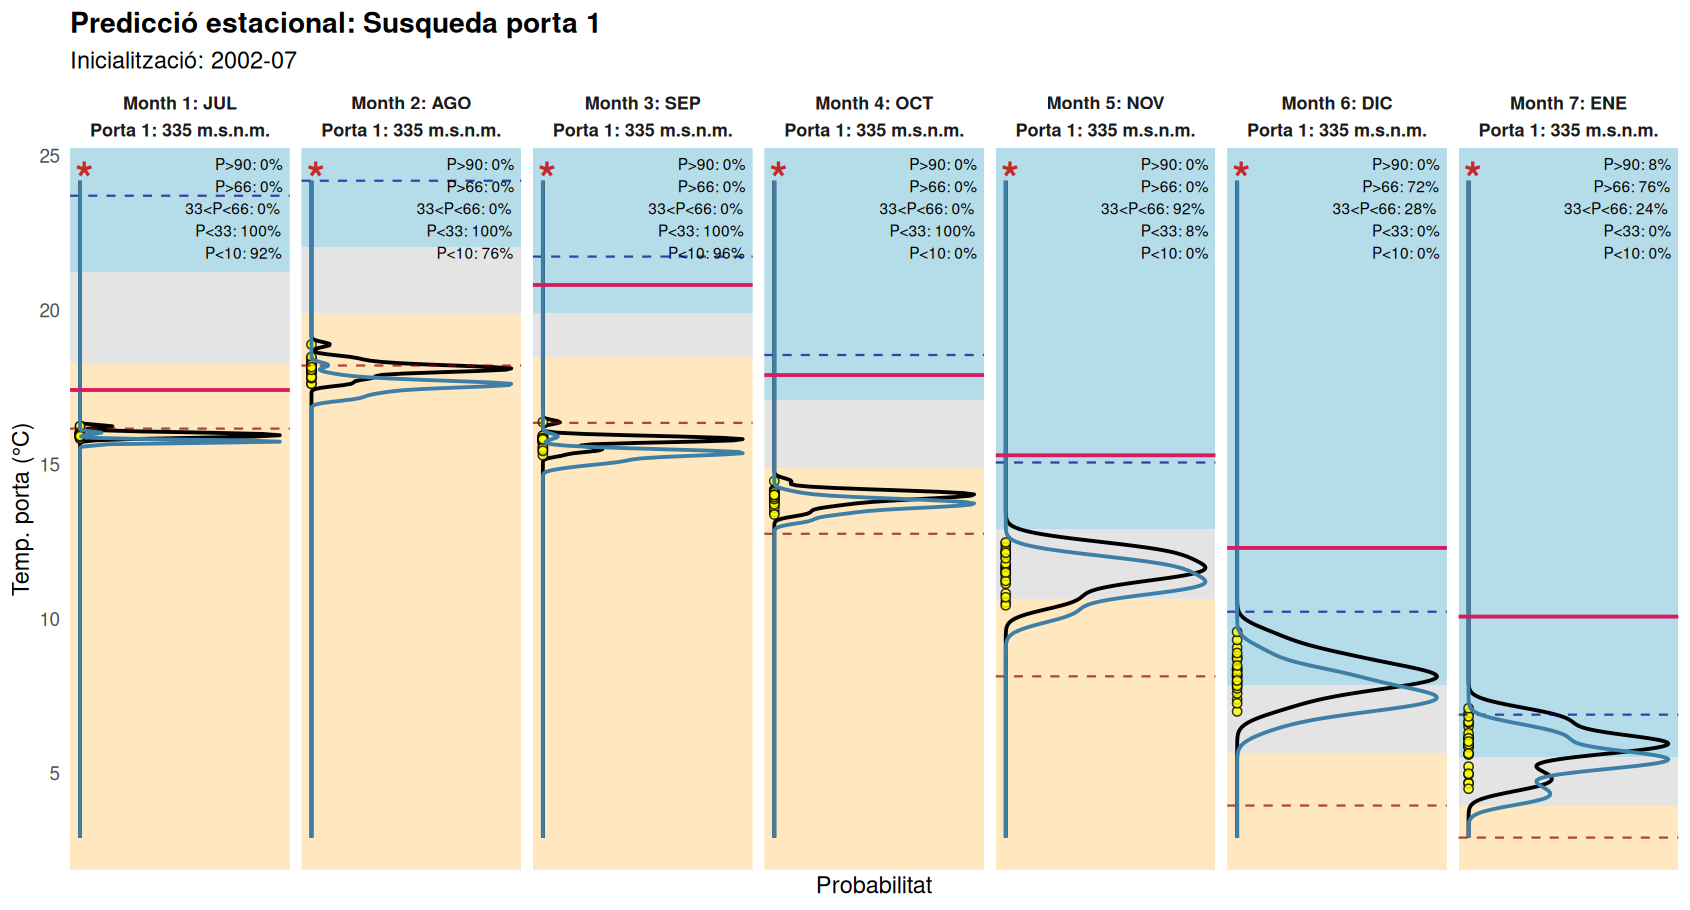 Predicció estacional: Susqueda porta 1
Inicialització: 2002-07
Month 1: JUL
Porta 1: 335 m.s.n.m.
Month 2: AGO
Porta 1: 335 m.s.n.m.
Month 3: SEP
Porta 1: 335 m.s.n.m.
Month 4: OCT
Porta 1: 335 m.s.n.m.
Month 5: NOV
Porta 1: 335 m.s.n.m.
Month 6: DIC
Porta 1: 335 m.s.n.m.
Month 7: ENE
Porta 1: 335 m.s.n.m.
Temp. porta (°C)
25
20
15
10
5
*
P>90: 0%
P>66: 0%
33<P<66: 0%
P<33: 100%
P<10: 92%
*
P>90: 0%
P>66: 0%
33<P<66: 0%
P<33: 100%
P<10: 76%
*
P>90: 0%
P>66: 0%
33<P<66: 0%
P<33: 100%
P<10: 96%
*
P>90: 0%
P>66: 0%
33<P<66: 0%
P<33: 100%
P<10: 0%
*
P>90: 0%
P>66: 0%
33<P<66: 92%
P<33: 8%
P<10: 0%
*
P>90: 0%
P>66: 72%
33<P<66: 28%
P<33: 0%
P<10: 0%
*
P>90: 8%
P>66: 76%
33<P<66: 24%
P<33: 0%
P<10: 0%
Probabilitat